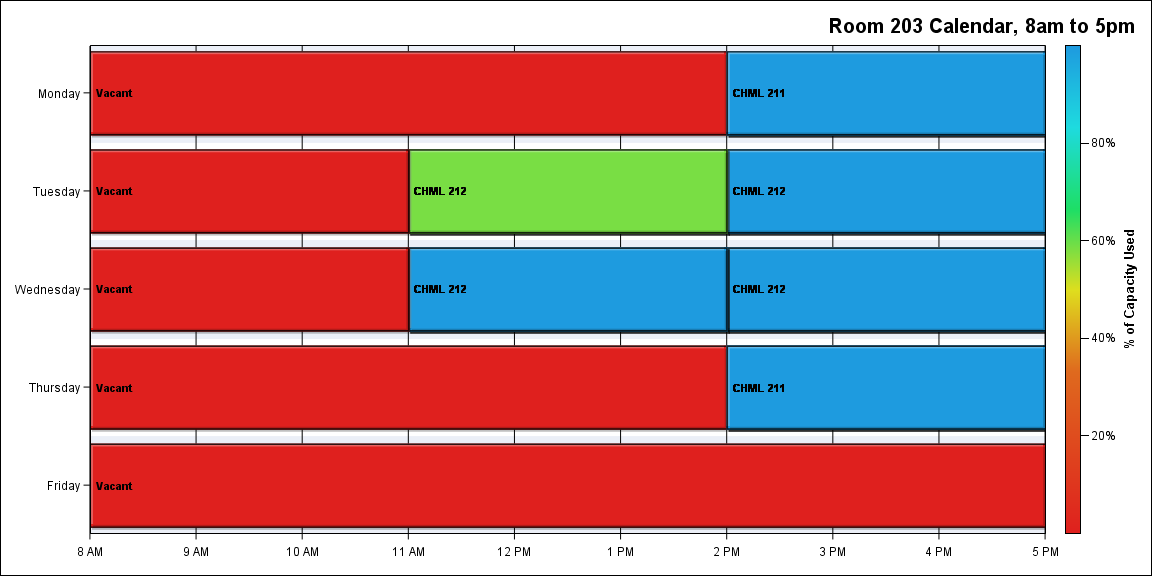 Room 203 Calendar, 8am to 5pm
Monday
Vacant
CHML 211
Tuesday
Vacant
CHML 212
CHML 212
Wednesday
Vacant
CHML 212
CHML 212
Thursday
Vacant
CHML 211
Friday
Vacant
8 AM
9 AM
10 AM
11 AM
12 PM
1 PM
2 PM
3 PM
4 PM
5 PM
80%
60%
40%
20%
% of Capacity Used